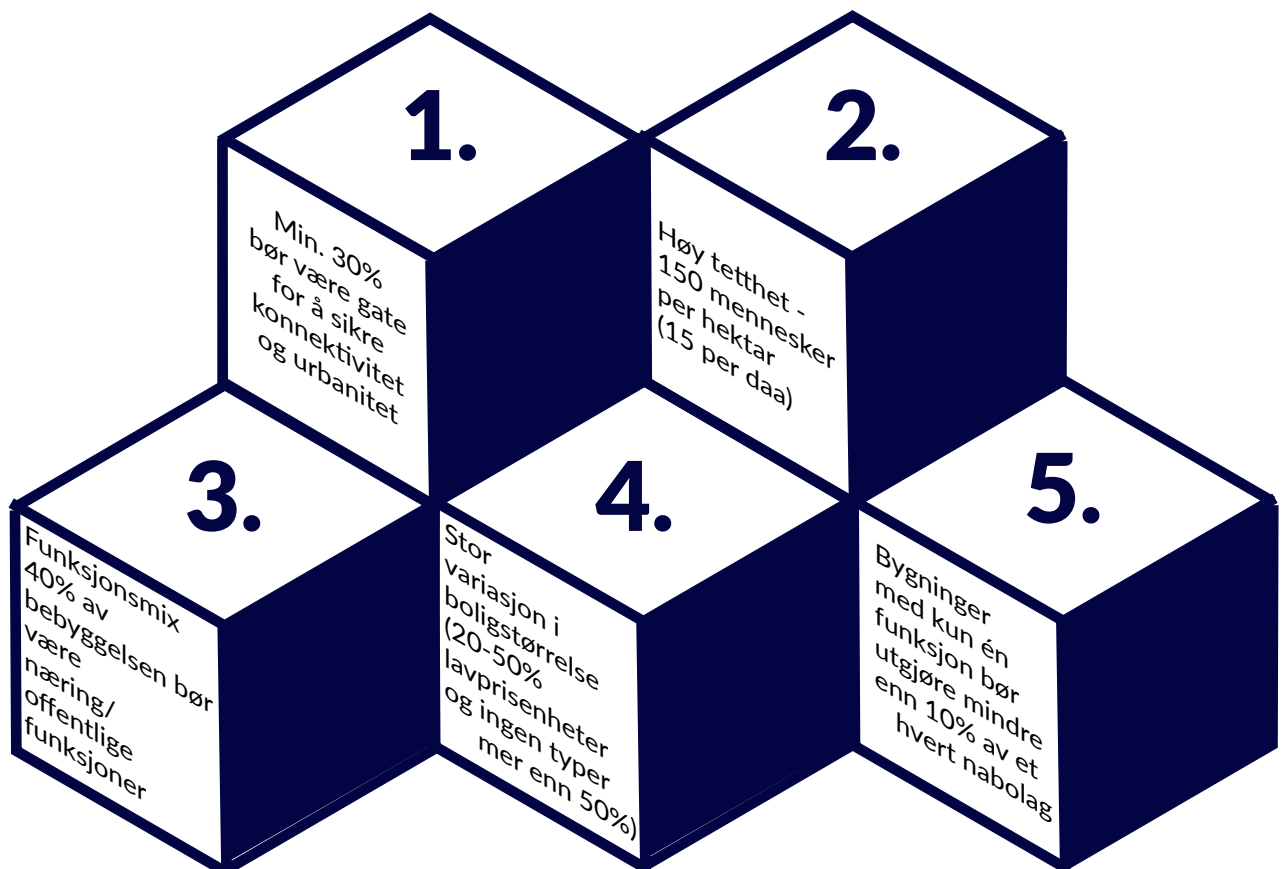 1.
Min. 30%
bør være gate
for å sikre
konnektivitet
og urbanitet
2.
Høy tetthet -
150 mennesker
per hektar
(15 per daa)
3.
Funksjonsmix
40% av
bebyggelsen bør
være
næring/
offentlige
funksjoner
4.
Stor
variasjon i
boligstørrelse
(20-50%
lavprisenheter
og ingen typer
mer enn 50%)
5.
Bygninger
med kun én
funksjon bør
utgjøre mindre
enn 10% av et
hvert nabolag